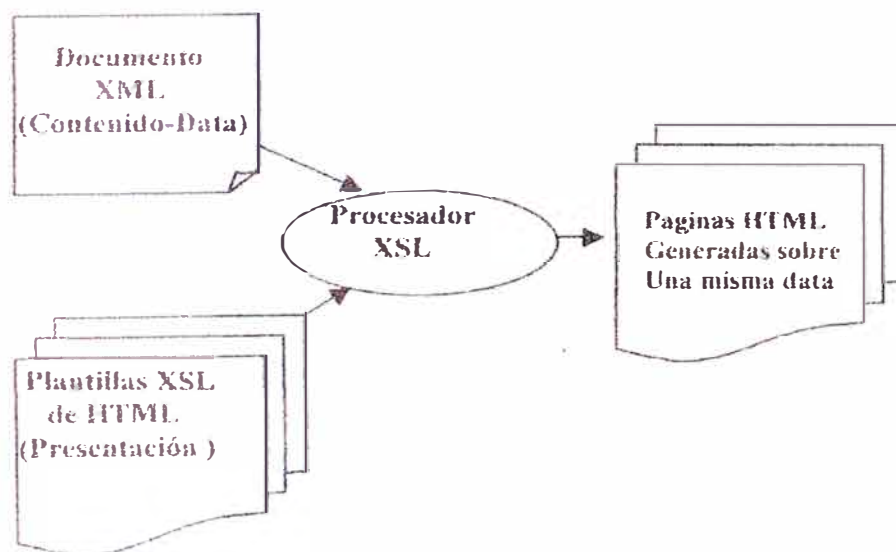 Documento
XML
(Contenido-Data)
Procesador
XSL
Paginas HTML
Generadas sobre
Una misma data
Plantillas XSL
de HTML
(Presentación )